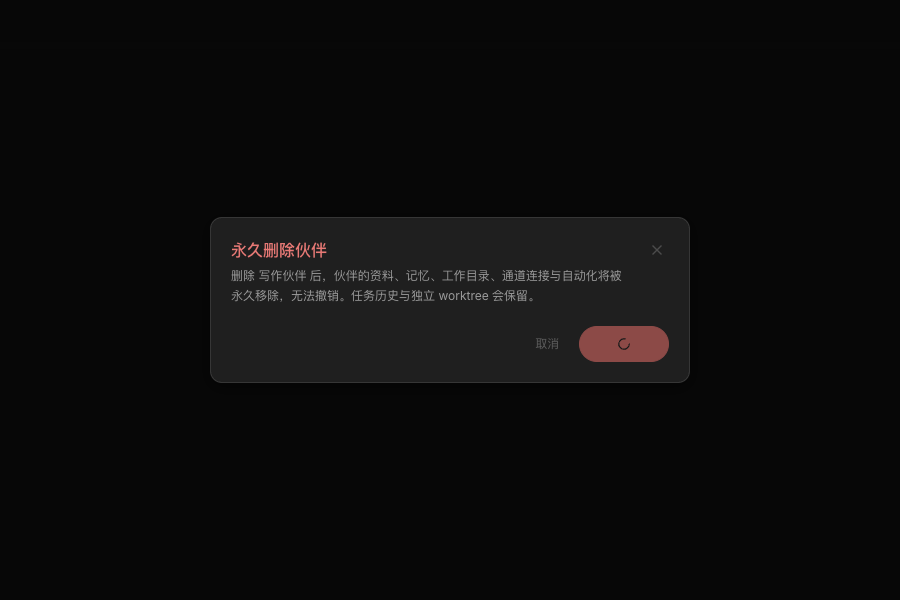 永久删除伙伴
删除 写作伙伴 后，伙伴的资料、记忆、工作目录、通道连接与自动化将被
永久移除，无法撤销。任务历史与独立 worktree 会保留。
取消